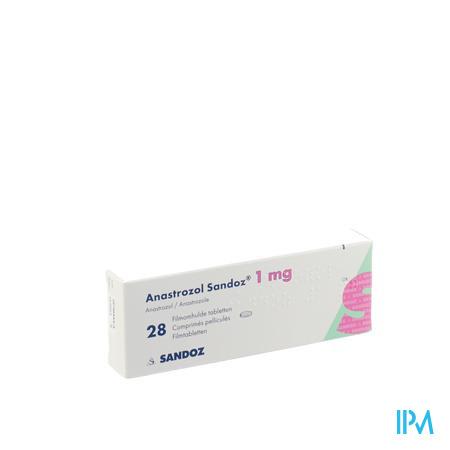 Anastrozol Sandoz® 1 mg
Anastrozol / Anastrozole
28
Filmomhulde tabletten
Comprimés pelliculés
Filmtabletten
SANDOZ
IPM